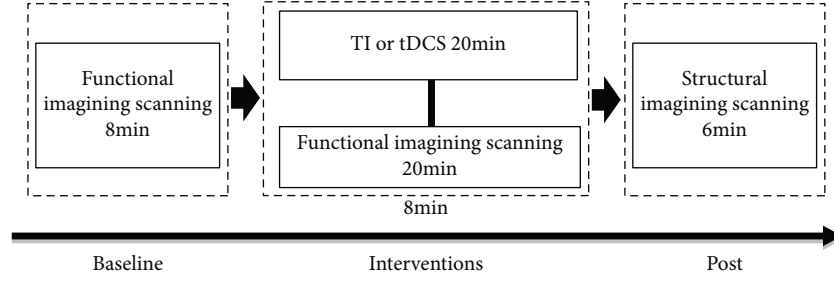 Functional
imagining scanning
8min
TI or tDCS 20min
Functional imagining scanning
20min
8min
Structural
imagining scanning
6min
Baseline
Interventions
Post